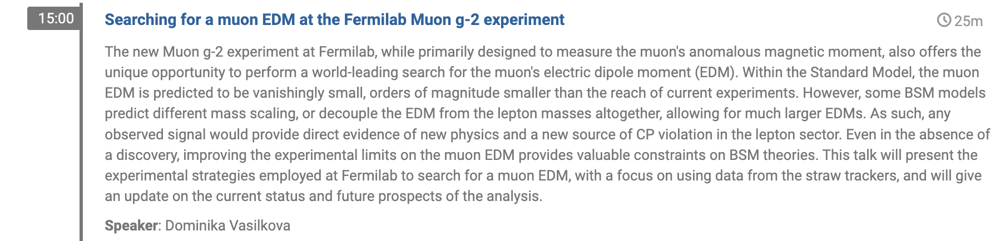 15:00
Searching for a muon EDM at the Fermilab Muon g-2 experiment
25m
The new Muon g-2 experiment at Fermilab, while primarily designed to measure the muon's anomalous magnetic moment, also offers the
unique opportunity to perform a world-leading search for the muon's electric dipole moment (EDM). Within the Standard Model, the muon
EDM is predicted to be vanishingly small, orders of magnitude smaller than the reach of current experiments. However, some BSM models
predict different mass scaling, or decouple the EDM from the lepton masses altogether, allowing for much larger EDMs. As such, any
observed signal would provide direct evidence of new physics and a new source of CP violation in the lepton sector. Even in the absence of
a discovery, improving the experimental limits on the muon EDM provides valuable constraints on BSM theories. This talk will present the
experimental strategies employed at Fermilab to search for a muon EDM, with a focus on using data from the straw trackers, and will give
an update on the current status and future prospects of the analysis.
Speaker: Dominika Vasilkova